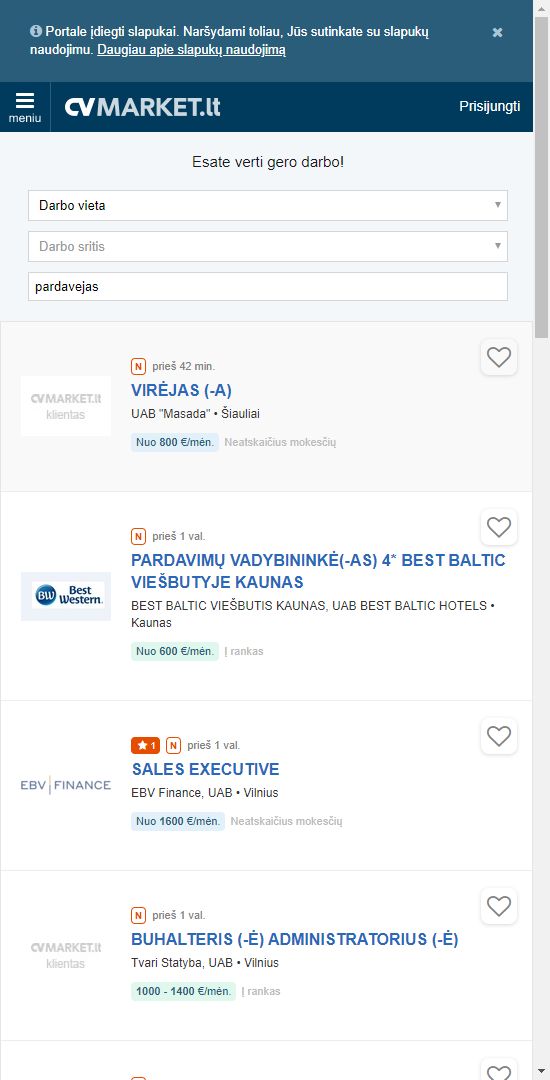 Portale įdiegti slapukai. Naršydami toliau, Jūs sutinkate su slapukų
naudojimu. Daugiau apie slapukų naudojimą
meniu
CVMARKET.lt
Prisijungti
Esate verti gero darbo!
Darbo vieta
Darbo sritis
pardavejas
N prieš 42 min.
CVMARKET.lt
klientas
VIRĖJAS (-A)
UAB "Masada" • Šiauliai
Nuo 800 €/mėn. Neatskaičius mokesčių
N prieš 1 val.
PARDAVIMŲ VADYBININKĖ(-AS) 4* BEST BALTIC
VIEŠBUTYJE KAUNAS
BW Best
Western.
BEST BALTIC VIEŠBUTIS KAUNAS, UAB BEST BALTIC HOTELS •
Kaunas
Nuo 600 €/mėn. Į rankas
1 N prieš 1 val.
SALES EXECUTIVE
EBV FINANCE
EBV Finance, UAB • Vilnius
Nuo 1600 €/mėn. Neatskaičius mokesčių
N prieš 1 val.
BUHALTERIS (-Ė) ADMINISTRATORIUS (-Ė)
CVMARKET.lt
klientas
Tvari Statyba, UAB • Vilnius
1000 - 1400 €/mėn. Į rankas